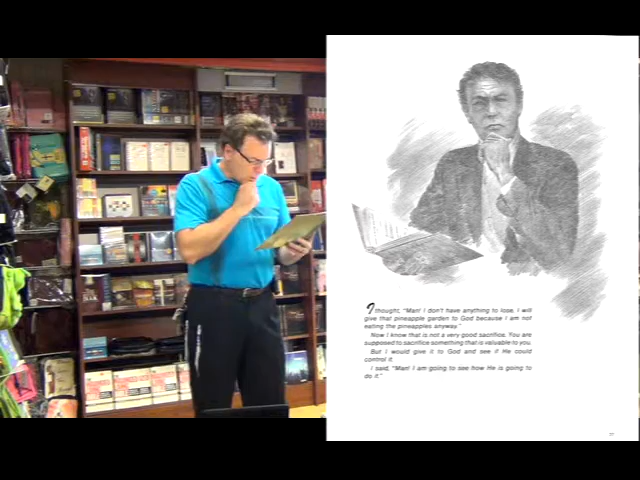 I thought, "Man! I don't have anything to lose. I will
give that pineapple garden to God because I am not
eating the pineapples anyway."
Now I know that is not a very good sacrifice. You are
supposed to sacrifice something that is valuable to you.
But I would give it to God and see if He could
control it.
I said, "Man! I am going to see how He is going to
do it."